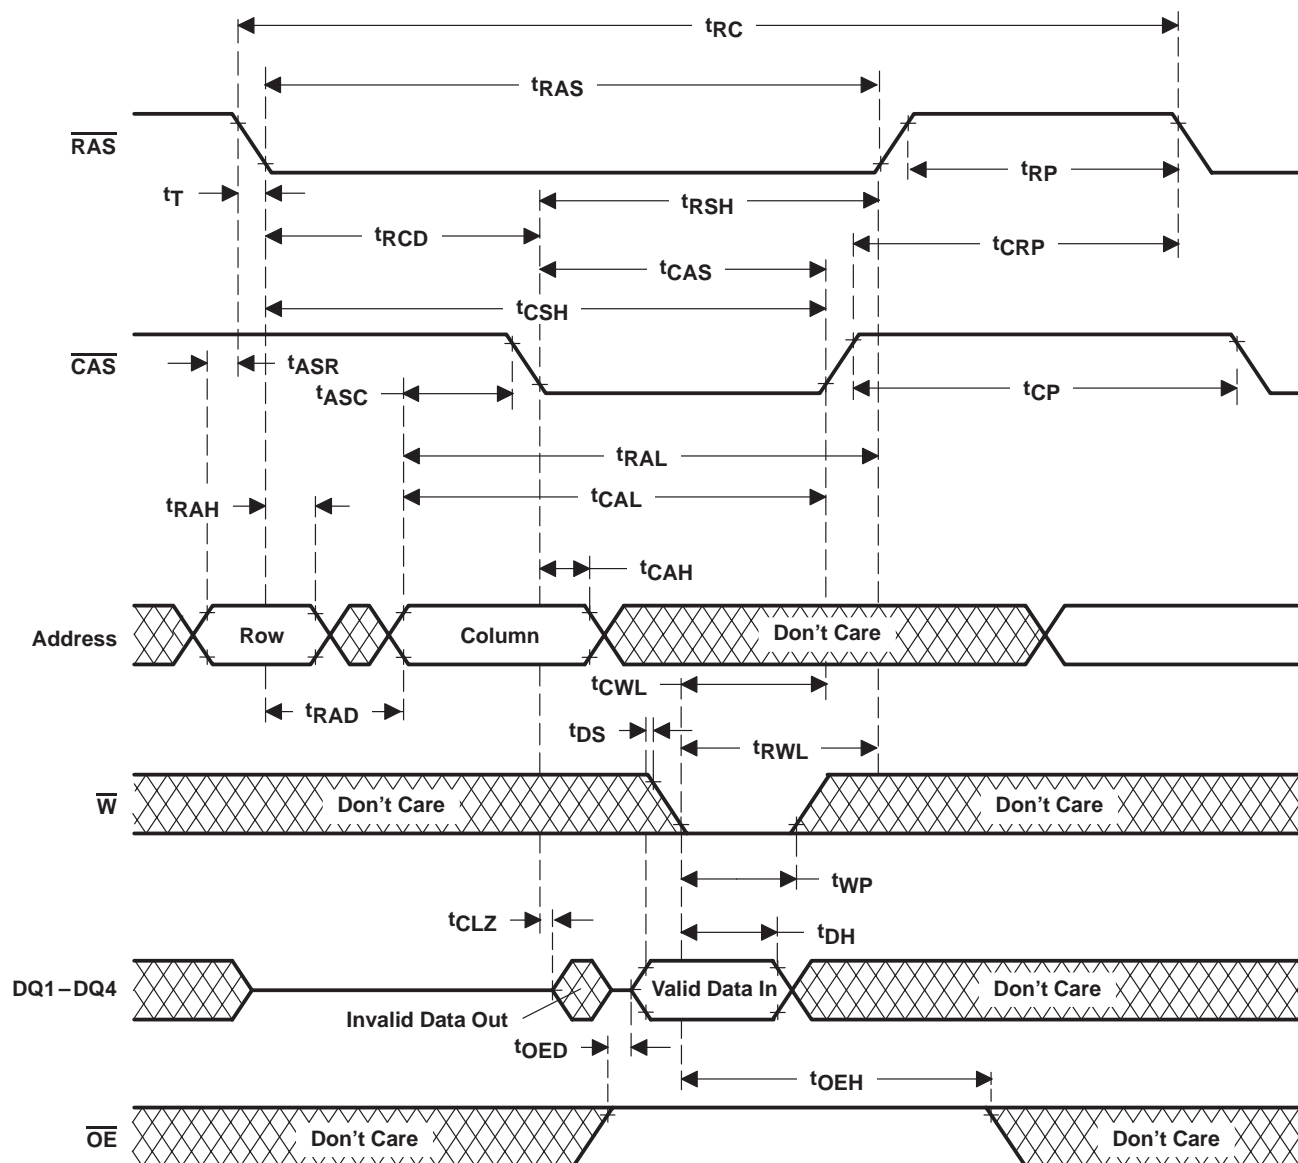 tRC
tRAS
RAS
tT
tRP
tRSH
tRCD
tCRP
tCAS
tCSH
CAS
tASR
tASC
tCP
tRAL
tRAH
tCAL
tCAH
Address
Row
Column
Don't Care
tCWL
tRAD
tDS
tRWL
W
Don't Care
Don't Care
tWP
tCLZ
tDH
DQ1–DQ4
Valid Data In
Don't Care
Invalid Data Out
tOED
tOEH
OE
Don't Care
Don't Care